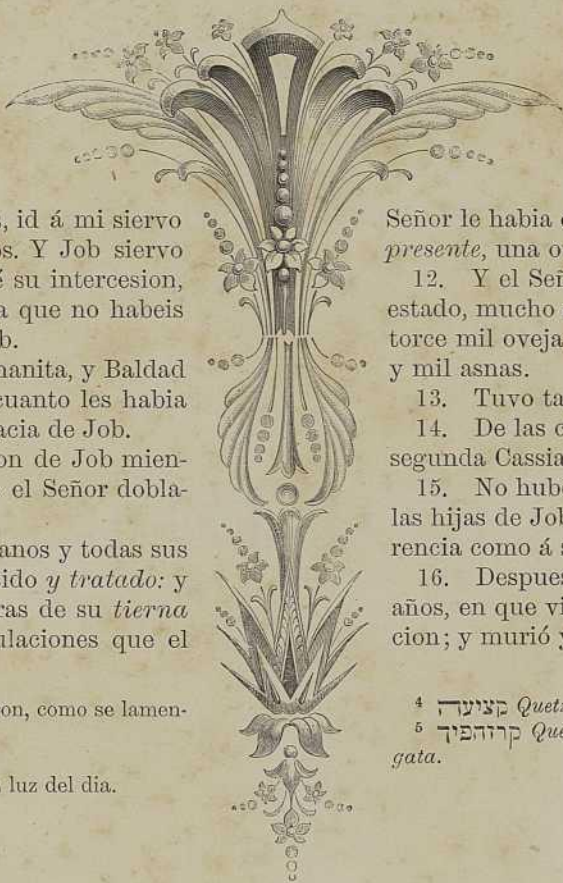 , id á mi siervo
os. Y Job siervo
é su intercesion,
a que no habeis
b.
nanita, y Baldad
cuanto les habia
acia de Job.
on de Job mien-
el Señor dobla-
anos y todas sus
ido y tratado: y
ras de su tierna
ulaciones que el
on, como se lamen-
luz del dia.
Señor le habia e
presente, una o
12. Y el Señ
estado, mucho
torce mil oveja
y mil asnas.
13. Tuvo ta
14. De las c
segunda Cassia
15. No hub
las hijas de Job
rencia como á s
16. Despues
años, en que vi
cion; y murió y
4 קציעה Quetz
5 קרזהפיך Que
gata.